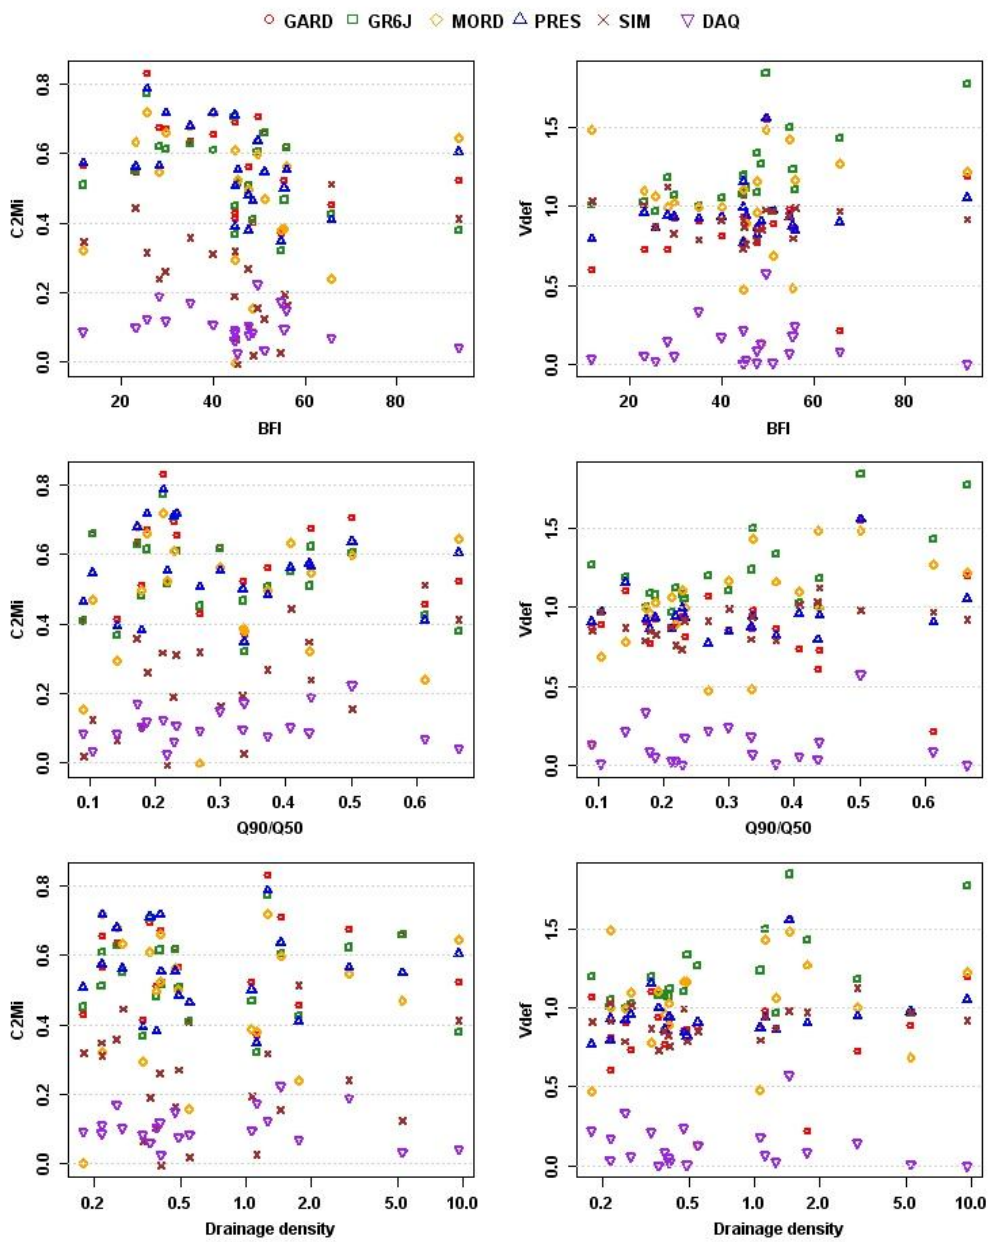 GARD GR6J MORD PRES SIM DAQ
0.8
0.6
0.4
0.2
0.0
C2Mi
20 40 60 80
BFI
1.5
1.0
0.5
0.0
Vdef
20 40 60 80
BFI
0.8
0.6
0.4
0.2
0.0
C2Mi
0.1 0.2 0.3 0.4 0.5 0.6
Q90/Q50
1.5
1.0
0.5
0.0
Vdef
0.1 0.2 0.3 0.4 0.5 0.6
Q90/Q50
0.8
0.6
0.4
0.2
0.0
C2Mi
0.2 0.5 1.0 2.0 5.0 10.0
Drainage density
1.5
1.0
0.5
0.0
Vdef
0.2 0.5 1.0 2.0 5.0 10.0
Drainage density